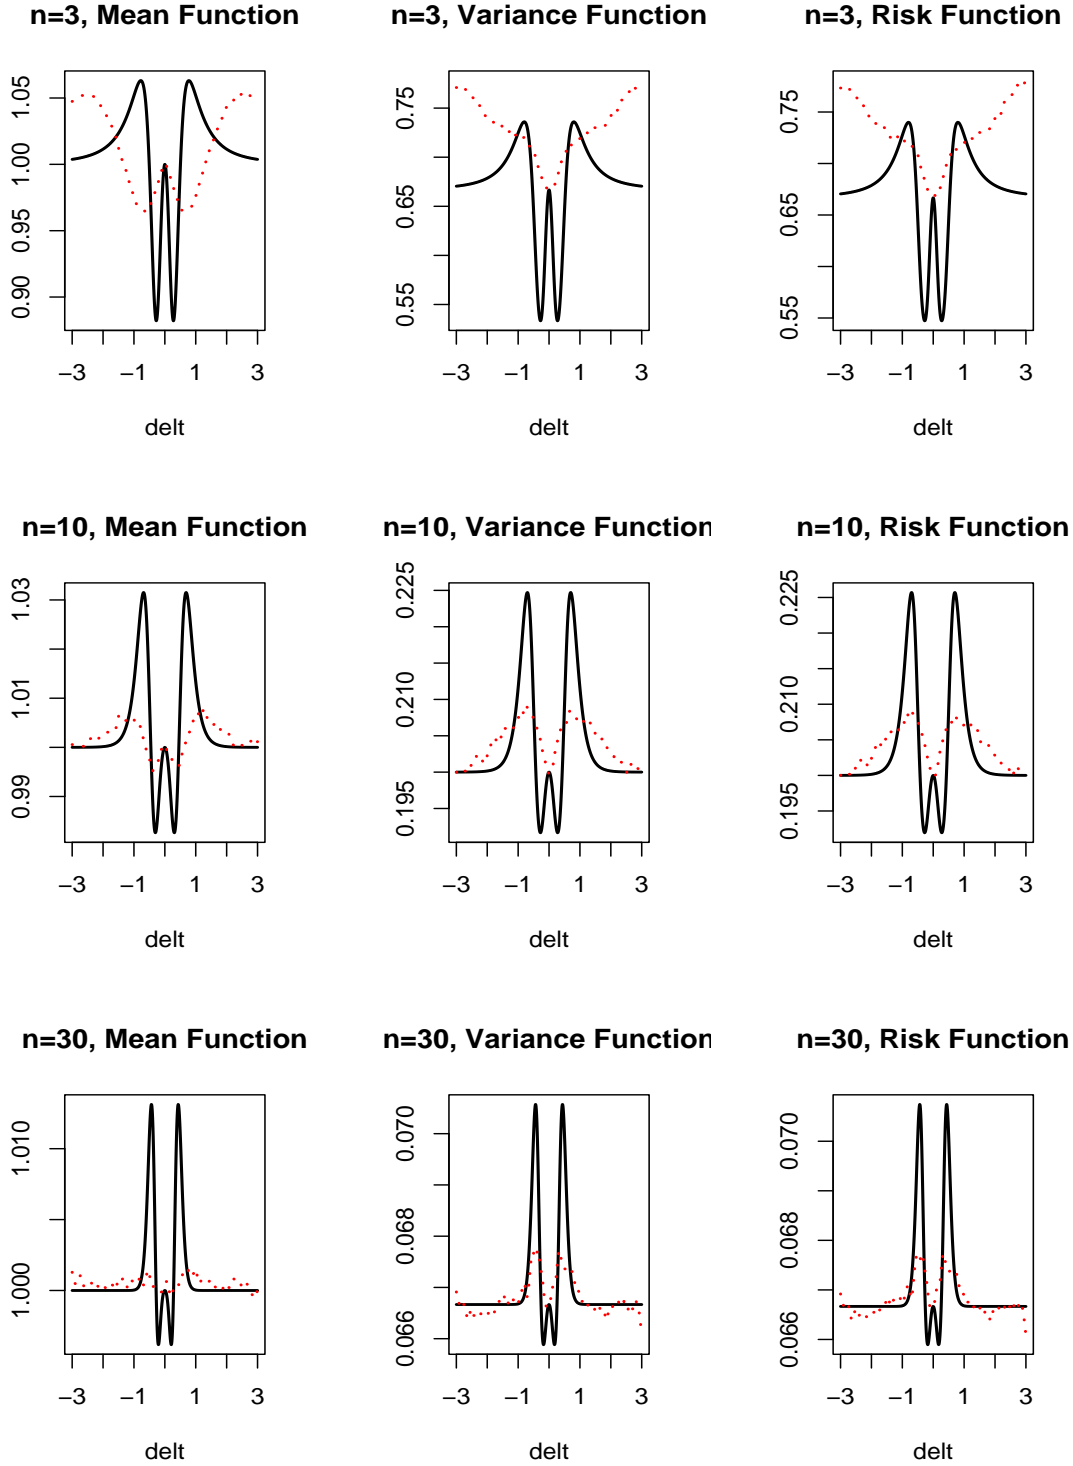 n=3, Mean Function
n=3, Variance Function
n=3, Risk Function
0.90 0.95 1.00 1.05
0.55 0.65 0.75
0.55 0.65 0.75
−3 −1 1 3
−3 −1 1 3
−3 −1 1 3
delt
delt
delt
n=10, Mean Function
n=10, Variance Function
n=10, Risk Function
0.99 1.01 1.03
0.195 0.210 0.225
0.195 0.210 0.225
−3 −1 1 3
−3 −1 1 3
−3 −1 1 3
delt
delt
delt
n=30, Mean Function
n=30, Variance Function
n=30, Risk Function
1.000 1.010
0.066 0.068 0.070
0.066 0.068 0.070
−3 −1 1 3
−3 −1 1 3
−3 −1 1 3
delt
delt
delt